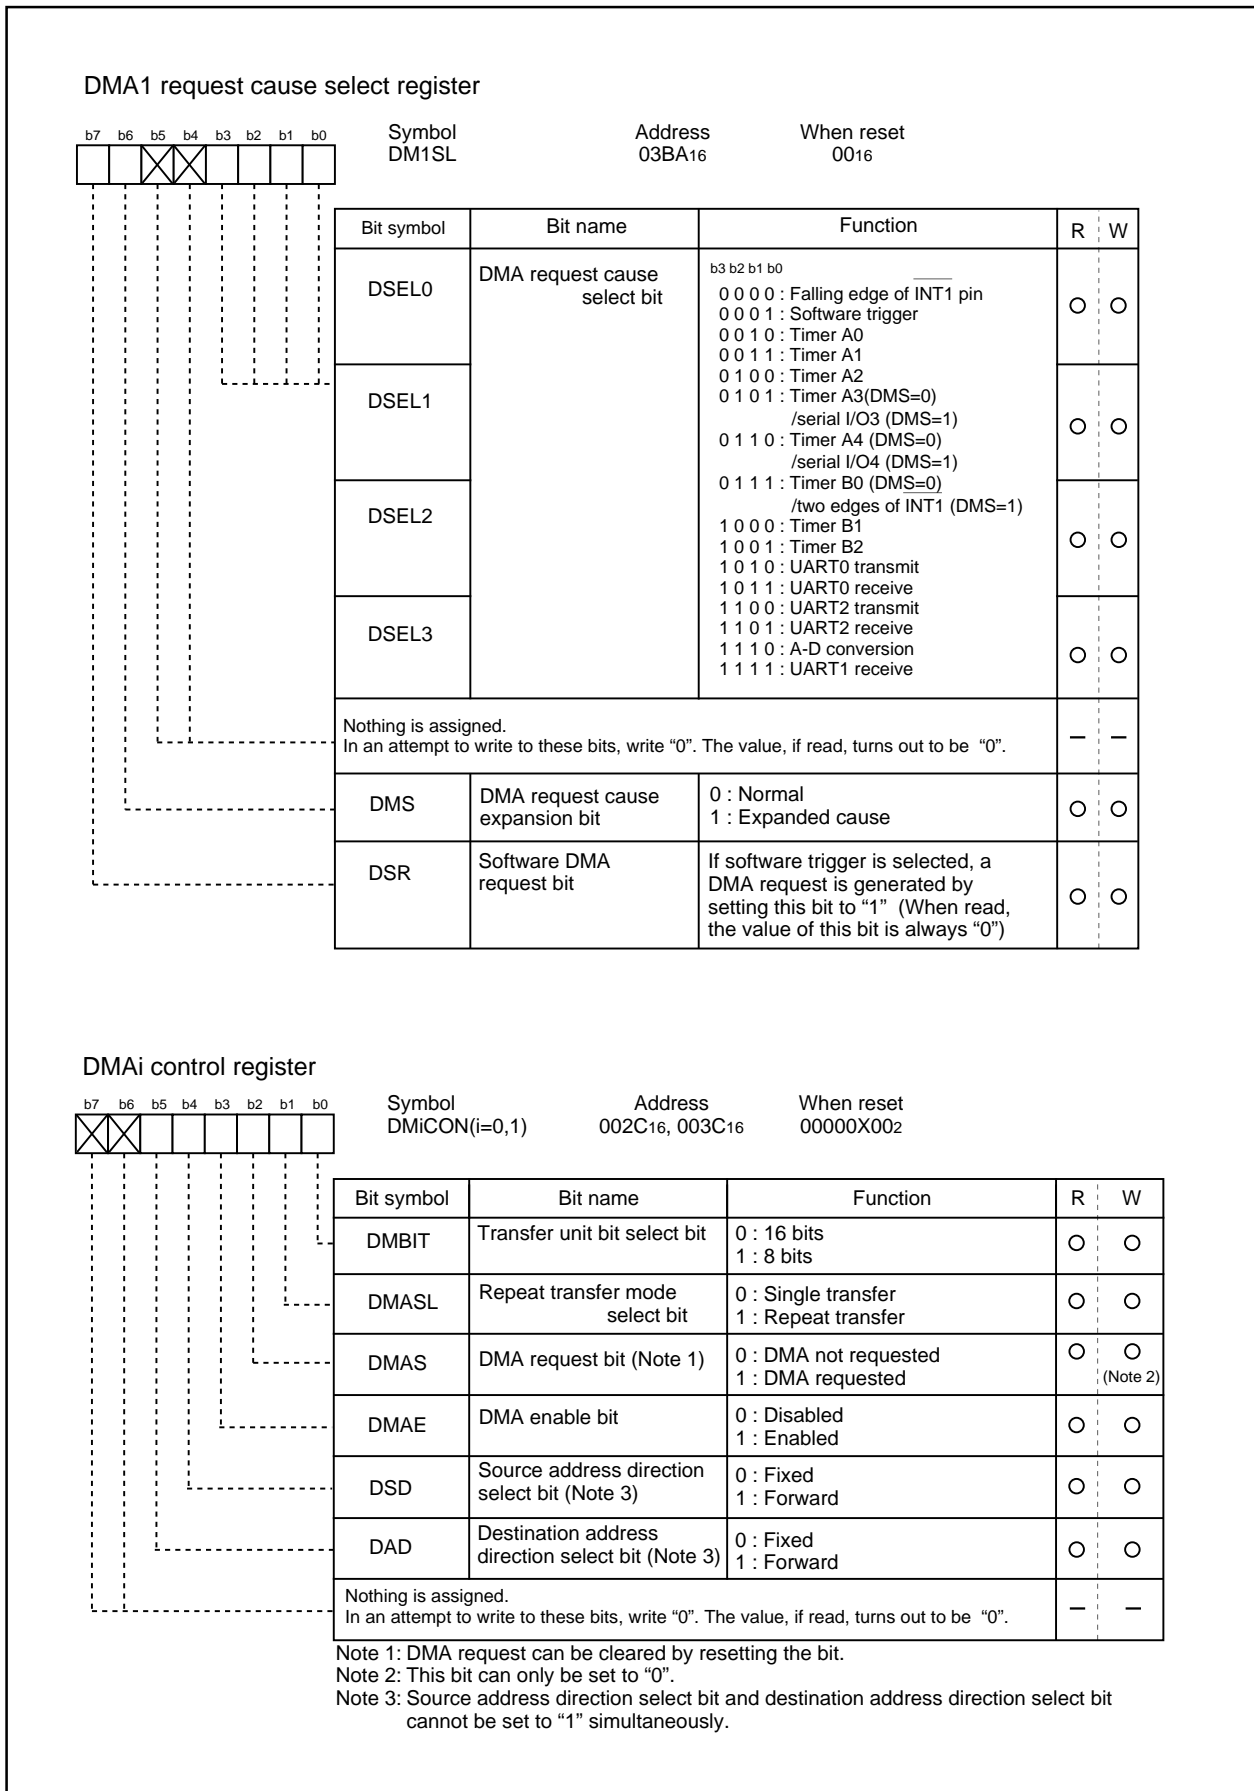 DMA1 request cause select register
b7 b6 b5 b4 b3 b2 b1 b0
Symbol Address When reset
DM1SL 03BA16 0016
Bit symbol Bit name Function R W
DSEL0
DMA request cause
select bit
b3 b2 b1 b0
0 0 0 0 : Falling edge of INT1 pin
0 0 0 1 : Software trigger
0 0 1 0 : Timer A0
0 0 1 1 : Timer A1
0 1 0 0 : Timer A2
0 1 0 1 : Timer A3(DMS=0)
/serial I/O3 (DMS=1)
0 1 1 0 : Timer A4 (DMS=0)
/serial I/O4 (DMS=1)
0 1 1 1 : Timer B0 (DMS=0)
/two edges of INT1 (DMS=1)
1 0 0 0 : Timer B1
1 0 0 1 : Timer B2
1 0 1 0 : UART0 transmit
1 0 1 1 : UART0 receive
1 1 0 0 : UART2 transmit
1 1 0 1 : UART2 receive
1 1 1 0 : A-D conversion
1 1 1 1 : UART1 receive
DSEL1
DSEL2
DSEL3
Nothing is assigned.
In an attempt to write to these bits, write “0”. The value, if read, turns out to be “0”.
DMS
DMA request cause
expansion bit
0 : Normal
1 : Expanded cause
DSR
Software DMA
request bit
If software trigger is selected, a
DMA request is generated by
setting this bit to “1” (When read,
the value of this bit is always “0”)
DMAi control register
b7 b6 b5 b4 b3 b2 b1 b0
Symbol Address When reset
DMiCON(i=0,1) 002C16, 003C16 00000X002
Bit symbol Bit name Function R W
DMBIT
Transfer unit bit select bit
0 : 16 bits
1 : 8 bits
DMASL
Repeat transfer mode
select bit
0 : Single transfer
1 : Repeat transfer
DMAS
DMA request bit (Note 1)
0 : DMA not requested
1 : DMA requested
(Note 2)
DMAE
DMA enable bit
0 : Disabled
1 : Enabled
DSD
Source address direction
select bit (Note 3)
0 : Fixed
1 : Forward
DAD
Destination address
direction select bit (Note 3)
0 : Fixed
1 : Forward
Nothing is assigned.
In an attempt to write to these bits, write “0”. The value, if read, turns out to be “0”.
Note 1: DMA request can be cleared by resetting the bit.
Note 2: This bit can only be set to “0”.
Note 3: Source address direction select bit and destination address direction select bit
cannot be set to “1” simultaneously.